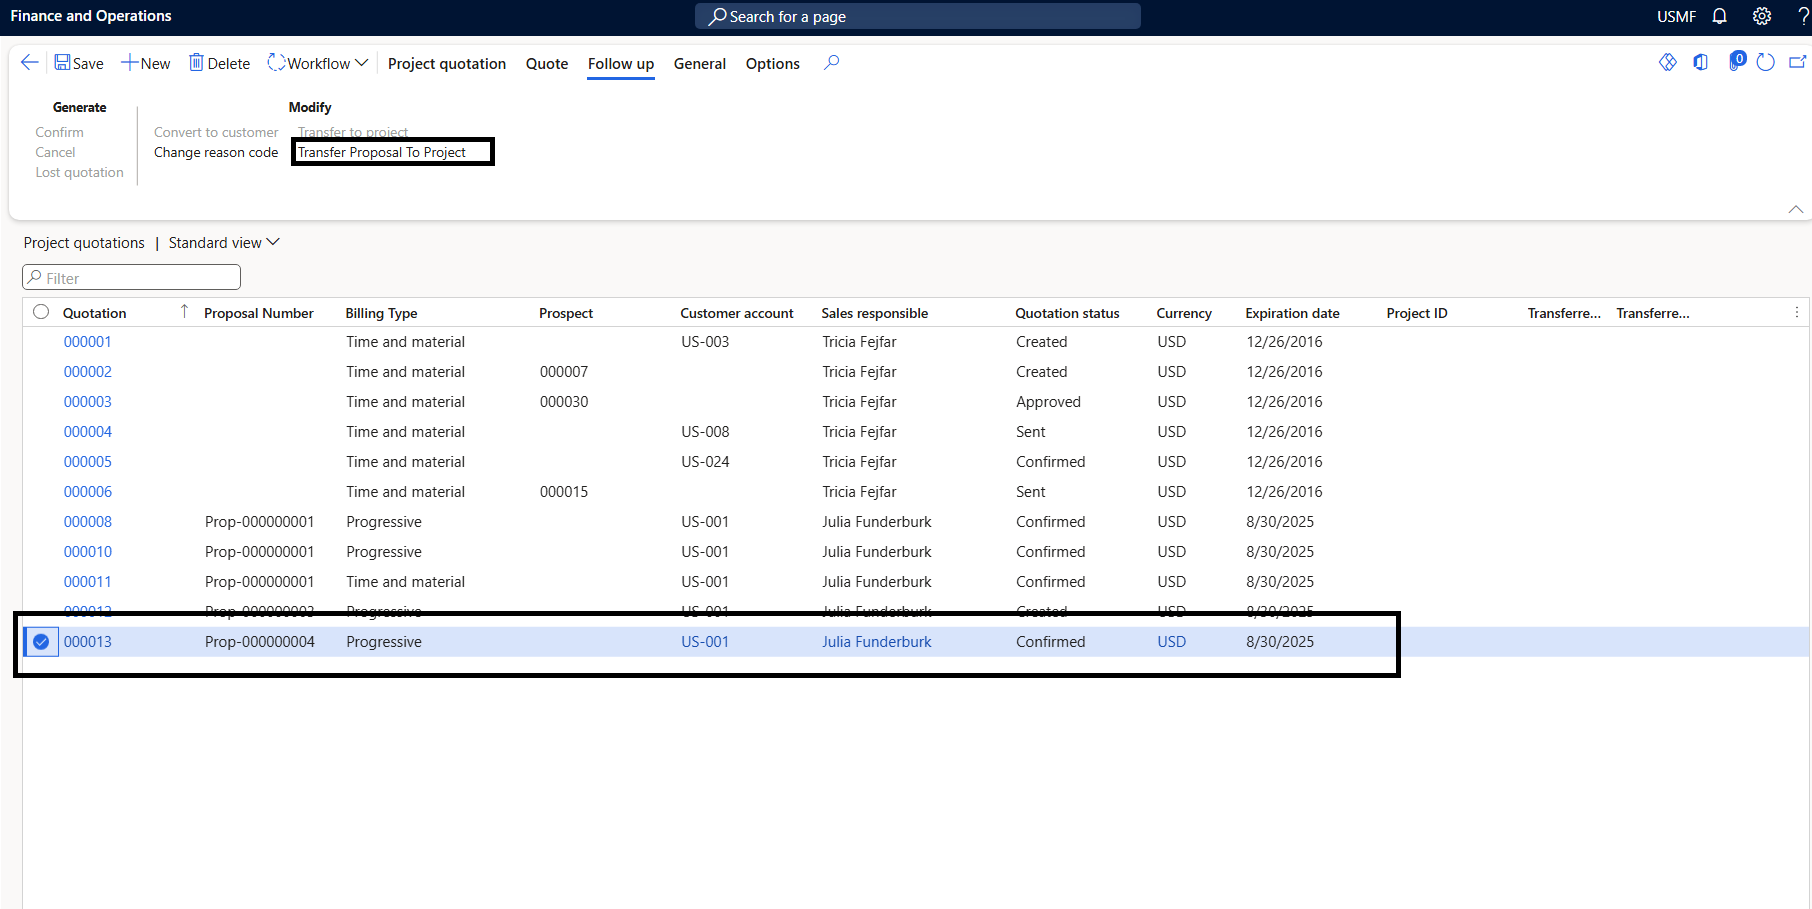 Finance and Operations Search for a page USMF ?
Save New Delete Workflow Project quotation Quote Follow up General Options 0
Generate Modify
Confirm Convert to customer Transfer to project
Cancel Change reason code Transfer Proposal To Project
Lost quotation
Project quotations | Standard view
Filter
Quotation Proposal Number Billing Type Prospect Customer account Sales responsible Quotation status Currency Expiration date Project ID Transferre... Transferre...
000001 Time and material US-003 Tricia Fejfar Created USD 12/26/2016
000002 Time and material 000007 Tricia Fejfar Created USD 12/26/2016
000003 Time and material 000030 Tricia Fejfar Approved USD 12/26/2016
000004 Time and material US-008 Tricia Fejfar Sent USD 12/26/2016
000005 Time and material US-024 Tricia Fejfar Confirmed USD 12/26/2016
000006 Time and material 000015 Tricia Fejfar Sent USD 12/26/2016
000008 Prop-000000001 Progressive US-001 Julia Funderburk Confirmed USD 8/30/2025
000010 Prop-000000001 Progressive US-001 Julia Funderburk Confirmed USD 8/30/2025
000011 Prop-000000001 Time and material US-001 Julia Funderburk Confirmed USD 8/30/2025
000012 Prop-000000003 Progressive US-001 Julia Funderburk Created USD 8/30/2025
000013 Prop-000000004 Progressive US-001 Julia Funderburk Confirmed USD 8/30/2025